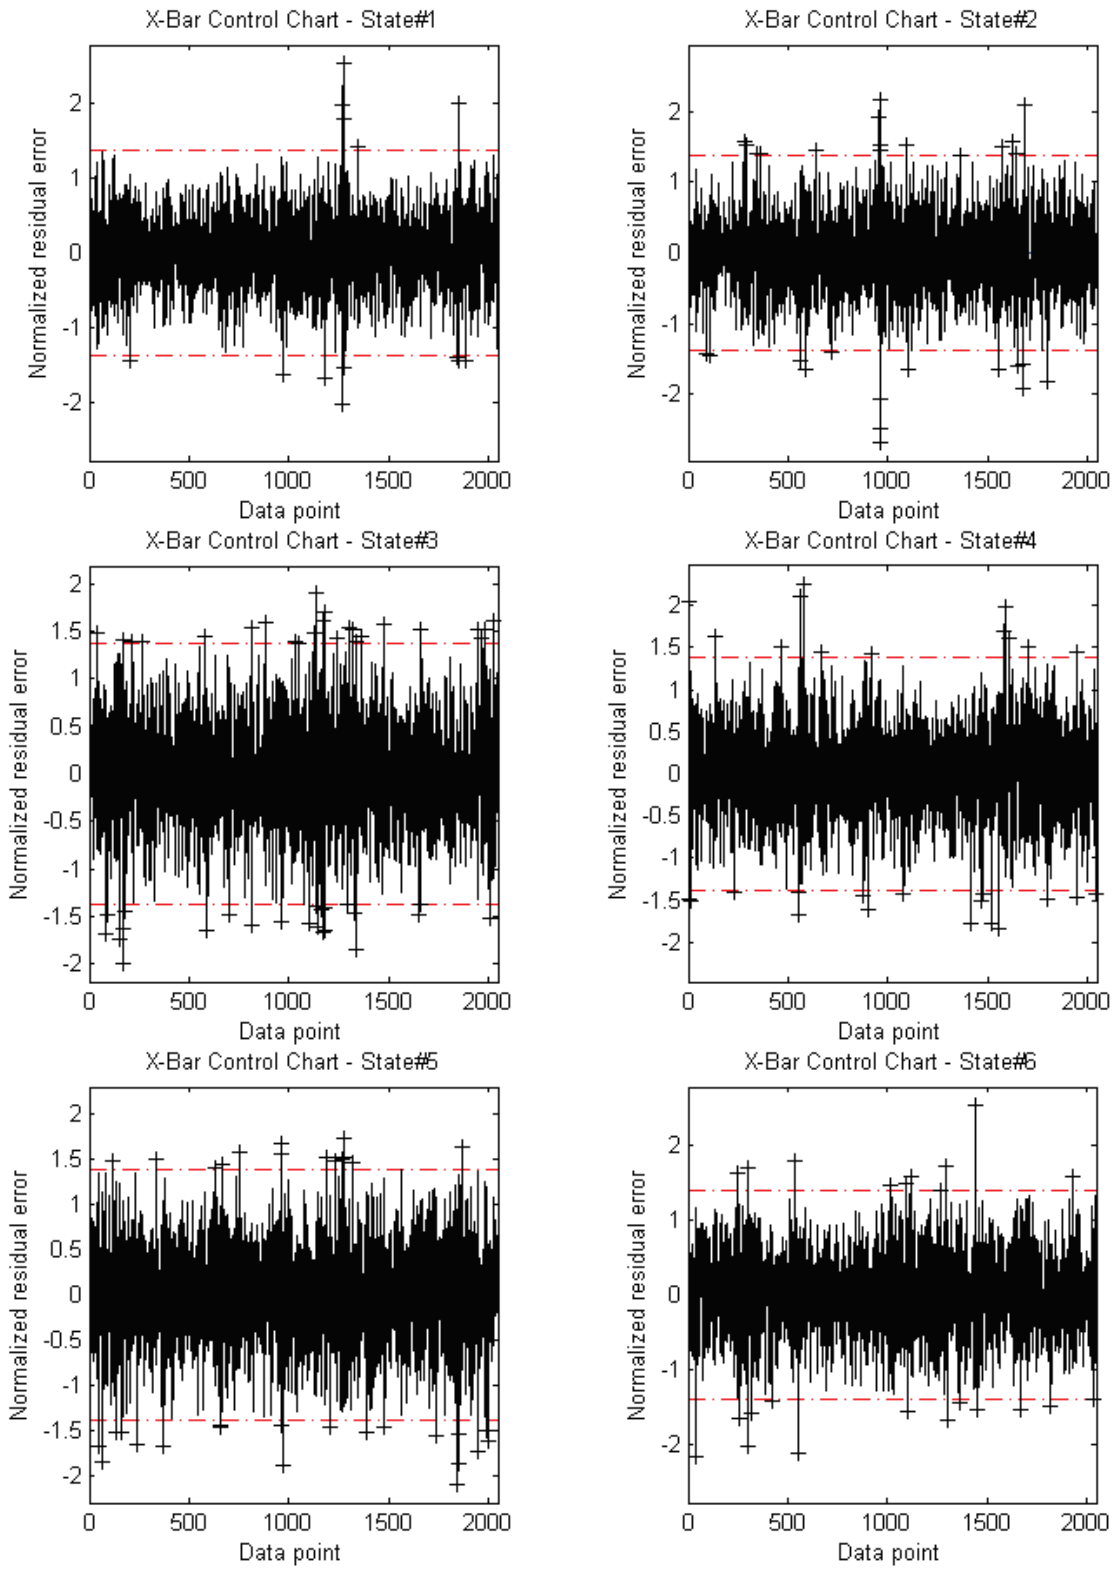 X-Bar Control Chart - State#1
Normalized residual error
2
1
0
-1
-2
0 500 1000 1500 2000
Data point
X-Bar Control Chart - State#2
Normalized residual error
2
1
0
-1
-2
0 500 1000 1500 2000
Data point
X-Bar Control Chart - State#3
Normalized residual error
2
1.5
1
0.5
0
-0.5
-1
-1.5
-2
0 500 1000 1500 2000
Data point
X-Bar Control Chart - State#4
Normalized residual error
2
1.5
1
0.5
0
-0.5
-1
-1.5
-2
0 500 1000 1500 2000
Data point
X-Bar Control Chart - State#5
Normalized residual error
2
1.5
1
0.5
0
-0.5
-1
-1.5
-2
0 500 1000 1500 2000
Data point
X-Bar Control Chart - State#6
Normalized residual error
2
1
0
-1
-2
0 500 1000 1500 2000
Data point